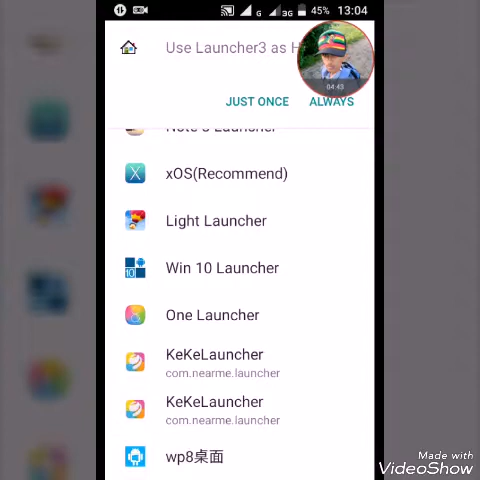 G 3G 45% 13:04
Use Launcher3 as H
04:43
JUST ONCE ALWAYS
Note 3 Launcher
xOS(Recommend)
Light Launcher
Win 10 Launcher
One Launcher
KeKeLauncher
com.nearme.launcher
KeKeLauncher
com.nearme.launcher
wp8桌面
Made with
VideoShow